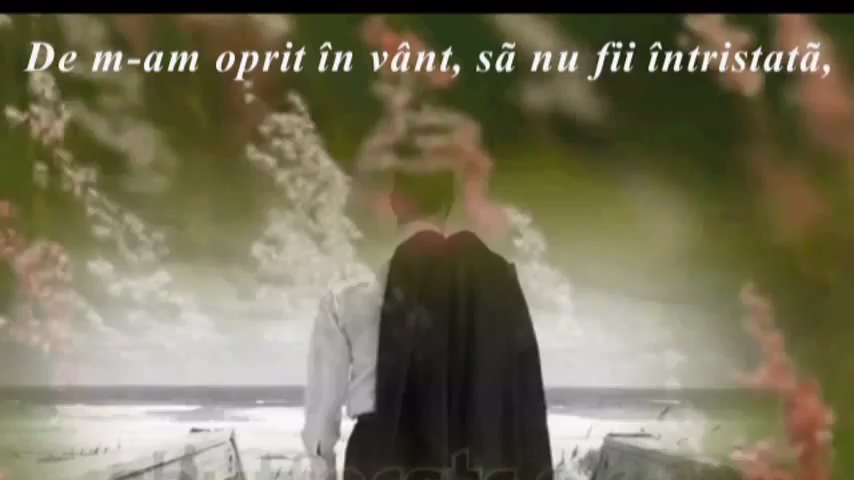 De m-am oprit în vânt, sã nu fii întristatã,